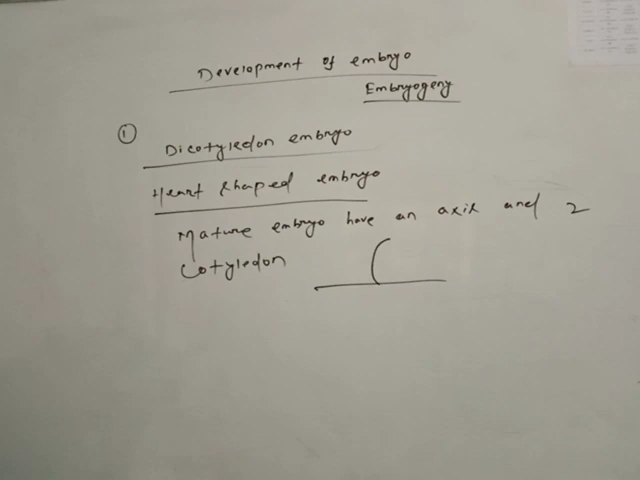 Development of embryo
Embryogeny
①
Dicotyledon embryo
Heart shaped embryo
Mature embryo have an axis and 2
Cotyledon